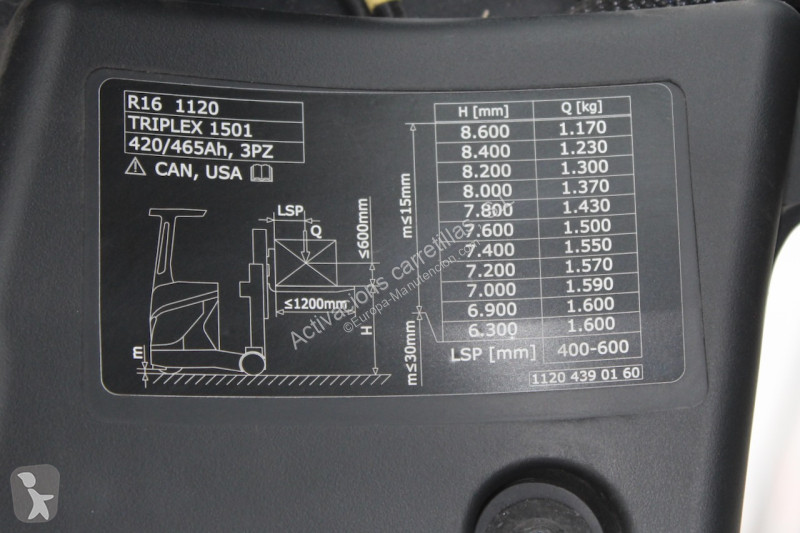 R16 1120
TRIPLEX 1501
420/465Ah, 3PZ
CAN, USA
LSP
Q
≤600mm
≤1200mm
H
E
m≤15mm
m≤30mm
H [mm] Q [kg]
8.600 1.170
8.400 1.230
8.200 1.300
8.000 1.370
7.800 1.430
7.600 1.500
7.400 1.550
7.200 1.570
7.000 1.590
6.900 1.600
6.300 1.600
LSP [mm] 400-600
1120 439 01 60
Activacions carretillas S.L.
©Europa-Manutencion.com